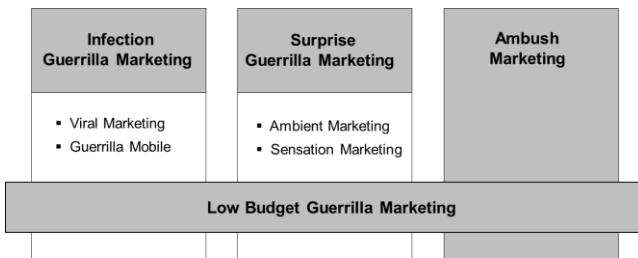 Infection
Guerrilla Marketing
▪ Viral Marketing
▪ Guerrilla Mobile
Surprise
Guerrilla Marketing
▪ Ambient Marketing
▪ Sensation Marketing
Ambush
Marketing
Low Budget Guerrilla Marketing